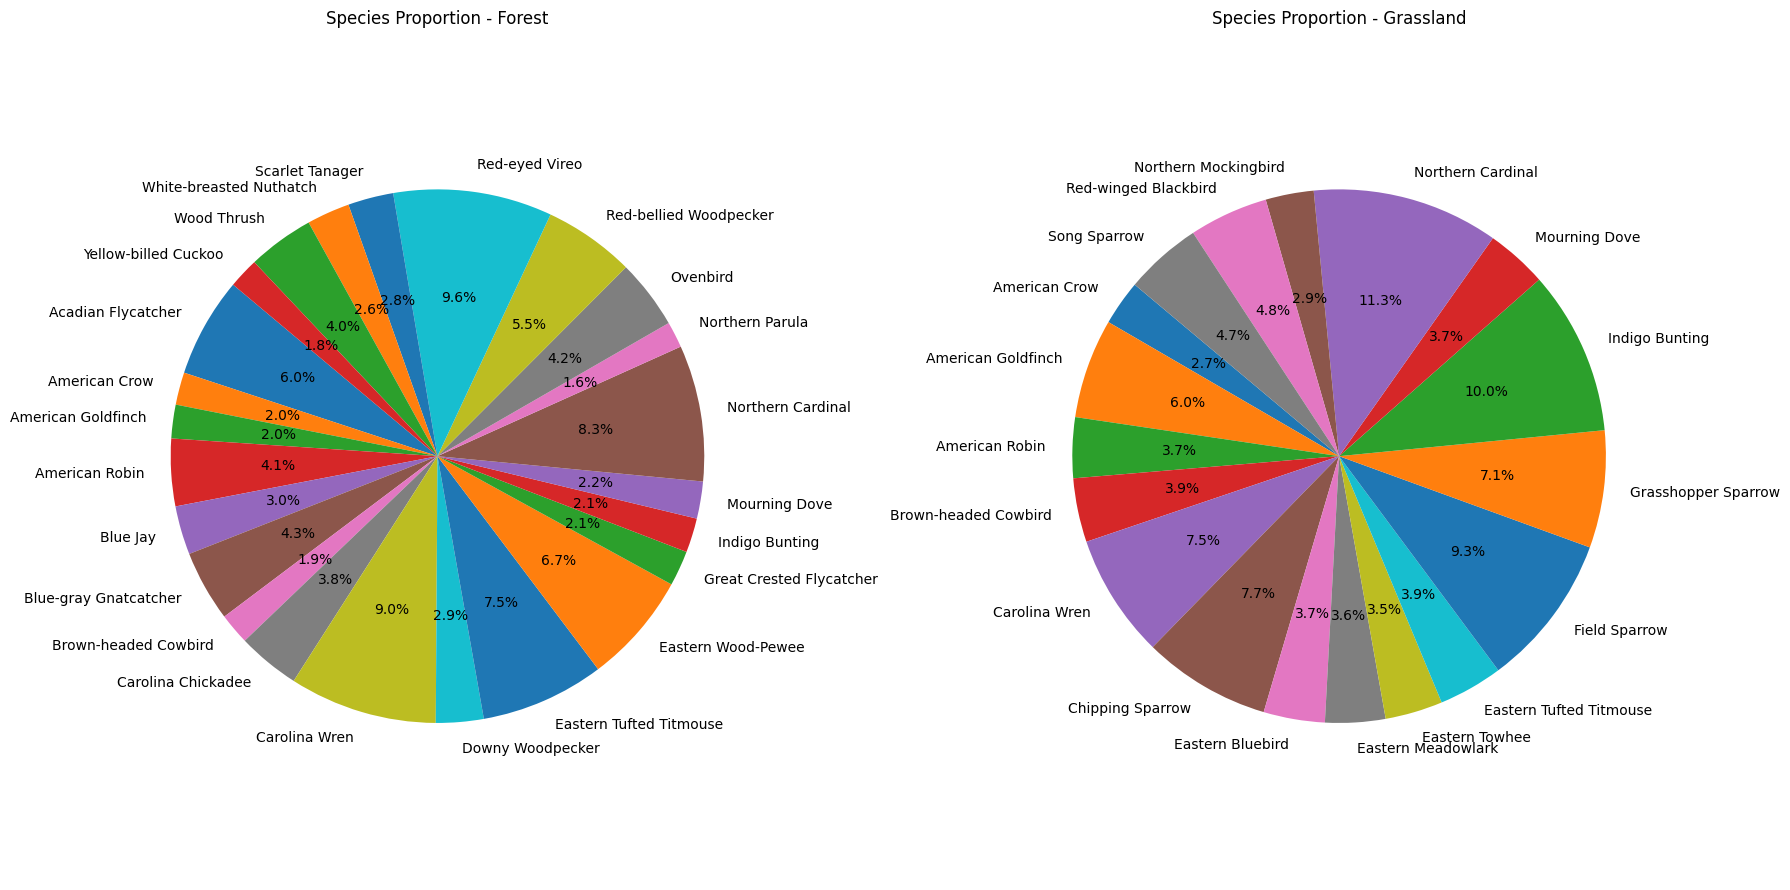 Species Proportion - Forest
Acadian Flycatcher
6.0%
American Crow
2.0%
American Goldfinch
2.0%
American Robin
4.1%
Blue Jay
3.0%
Blue-gray Gnatcatcher
4.3%
Brown-headed Cowbird
1.9%
Carolina Chickadee
3.8%
Carolina Wren
9.0%
Downy Woodpecker
2.9%
Eastern Tufted Titmouse
7.5%
Eastern Wood-Pewee
6.7%
Great Crested Flycatcher
2.1%
Indigo Bunting
2.1%
Mourning Dove
2.2%
Northern Cardinal
8.3%
Northern Parula
1.6%
Ovenbird
4.2%
Red-bellied Woodpecker
5.5%
Red-eyed Vireo
9.6%
Scarlet Tanager
2.8%
White-breasted Nuthatch
2.6%
Wood Thrush
4.0%
Yellow-billed Cuckoo
1.8%
Species Proportion - Grassland
American Crow
2.7%
American Goldfinch
6.0%
American Robin
3.7%
Brown-headed Cowbird
3.9%
Carolina Wren
7.5%
Chipping Sparrow
7.7%
Eastern Bluebird
3.7%
Eastern Meadowlark
3.6%
Eastern Towhee
3.5%
Eastern Tufted Titmouse
3.9%
Field Sparrow
9.3%
Grasshopper Sparrow
7.1%
Indigo Bunting
10.0%
Mourning Dove
3.7%
Northern Cardinal
11.3%
Northern Mockingbird
2.9%
Red-winged Blackbird
4.8%
Song Sparrow
4.7%